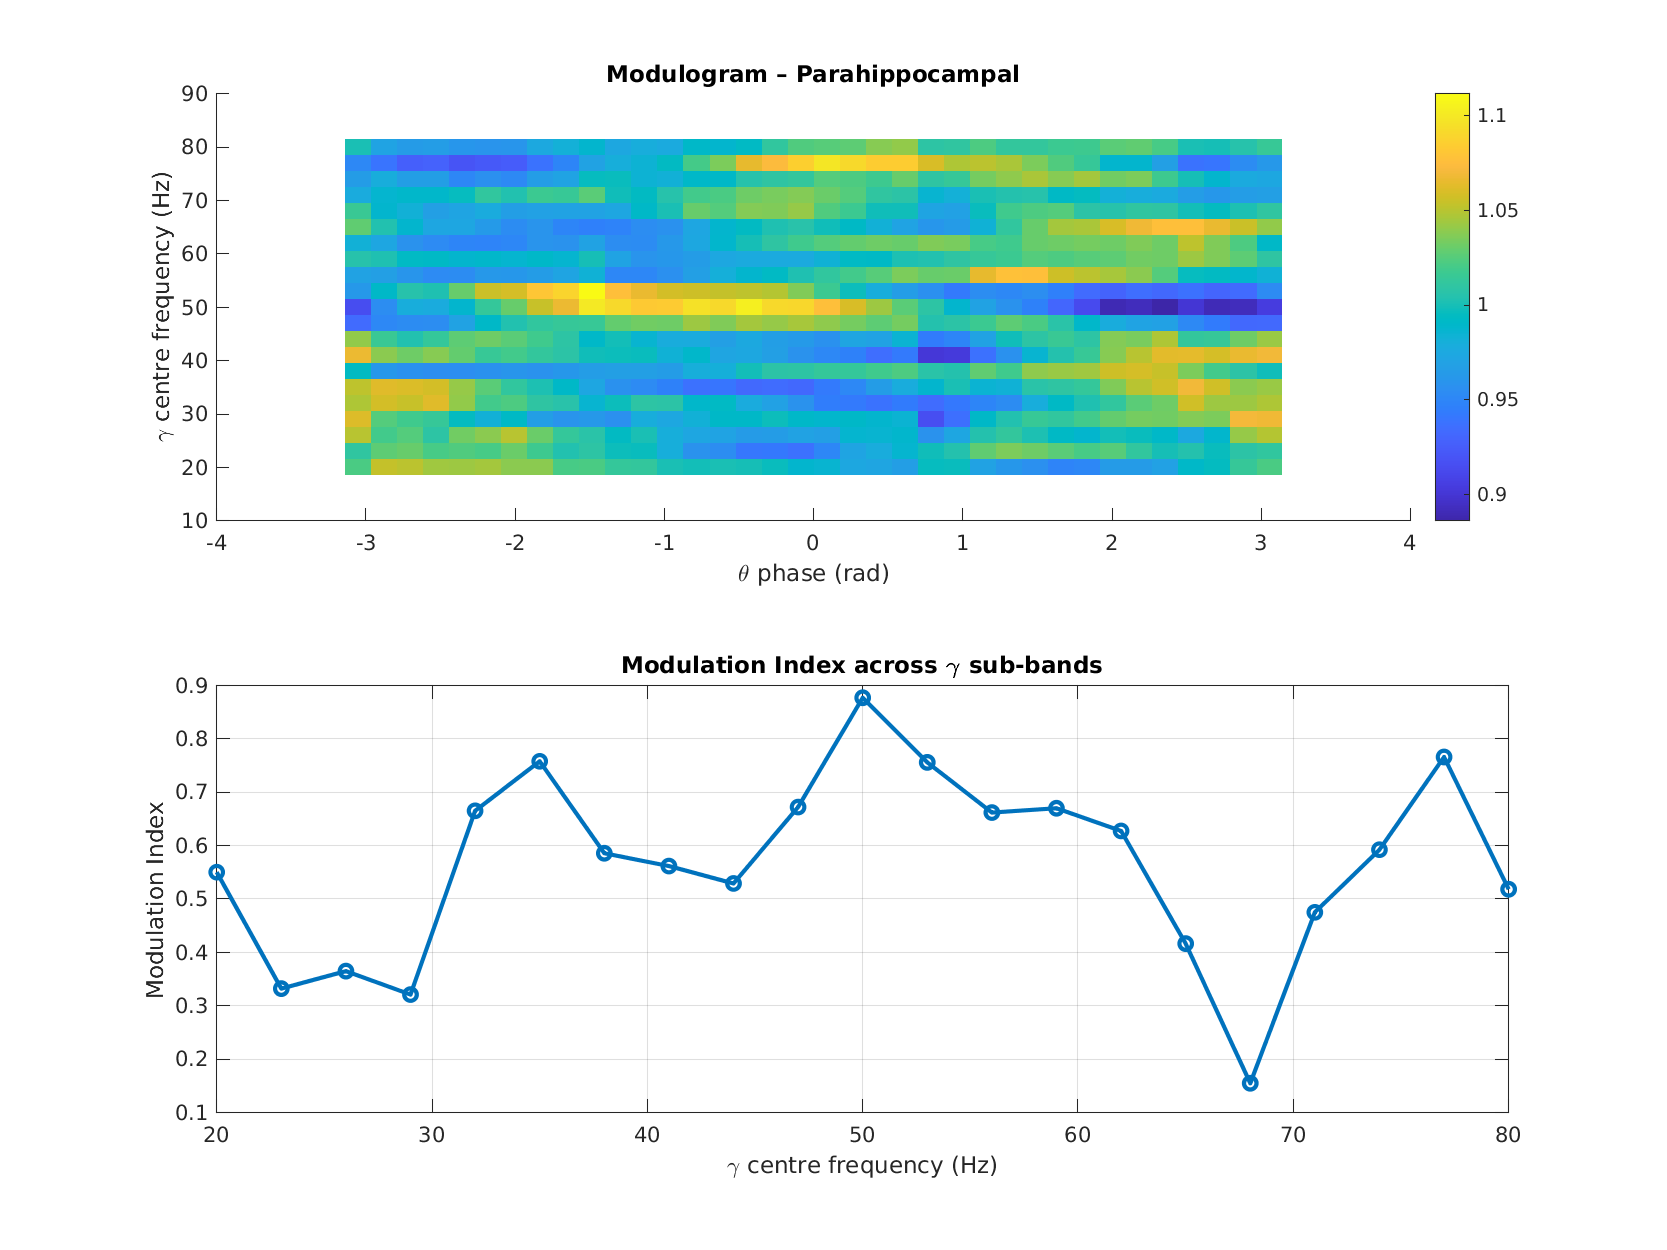 Modulogram – Parahippocampal
90
80
70
60
50
40
30
20
10
γ centre frequency (Hz)
-4 -3 -2 -1 0 1 2 3 4
θ phase (rad)
1.1
1.05
1
0.95
0.9
Modulation Index across γ sub-bands
0.9
0.8
0.7
0.6
0.5
0.4
0.3
0.2
0.1
Modulation Index
20 30 40 50 60 70 80
γ centre frequency (Hz)